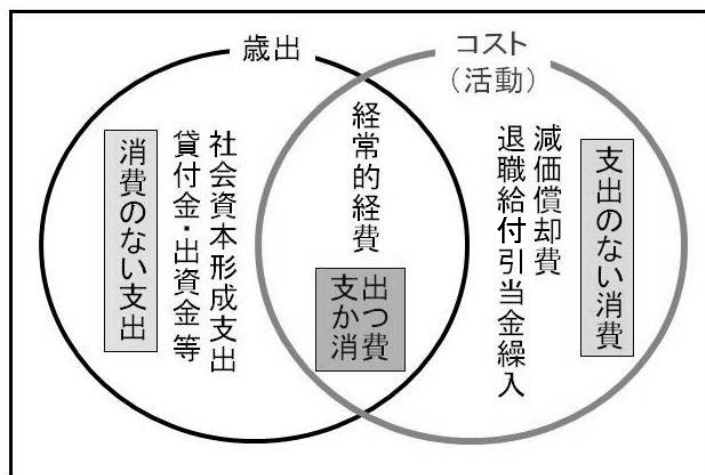 歳出
コスト
(活動)
消費のない支出
社会資本形成支出
貸付金・出資金等
経常的経費
支出
かつ
消費
減価償却費
退職給付引当金繰入
支出のない消費